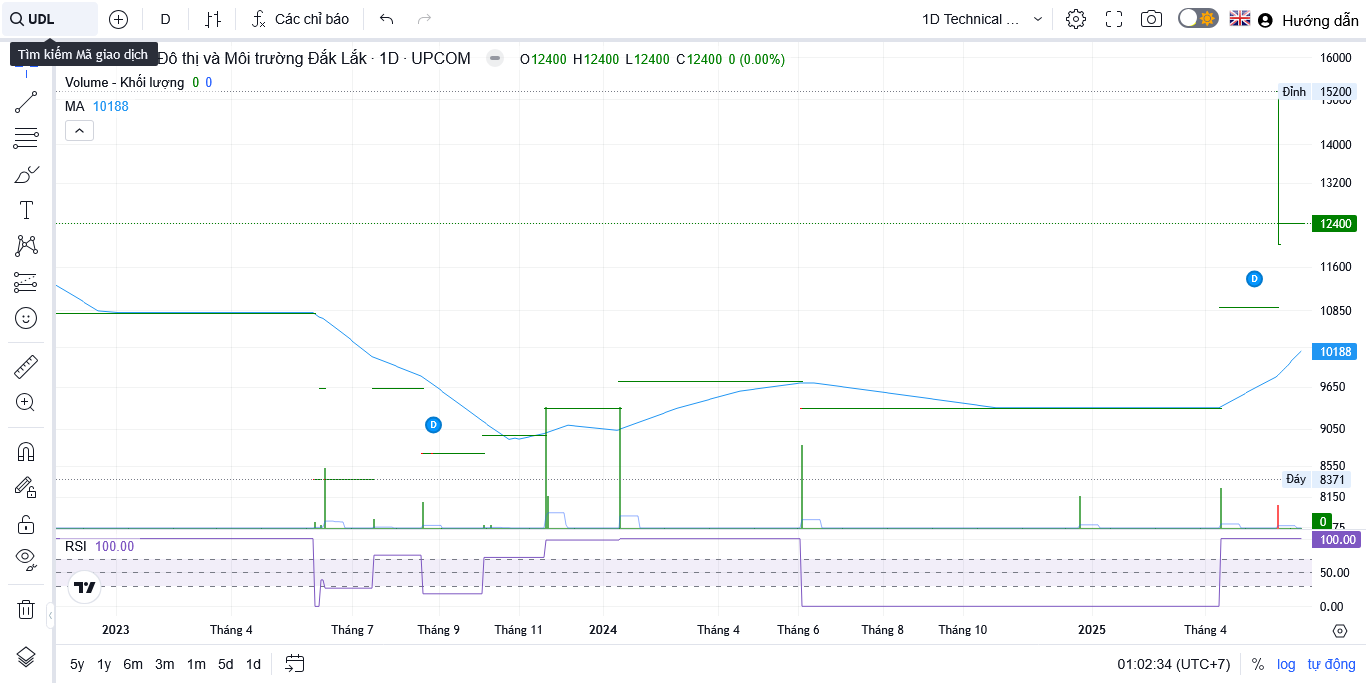 UDL
D
Các chỉ báo
1D Technical ...
Hướng dẫn
Tìm kiếm Mã giao dịch
Đô thị và Môi trường Đắk Lắk · 1D · UPCOM
O12400 H12400 L12400 C12400 0 (0.00%)
Volume - Khối lượng 0 0
MA 10188
16000
Đỉnh 15200
15000
14000
13200
12400
11600
D
10850
10188
9650
D
9050
8550
Đáy 8371
8150
0
75
RSI 100.00
100.00
50.00
0.00
2023 Tháng 4 Tháng 7 Tháng 9 Tháng 11 2024 Tháng 4 Tháng 6 Tháng 8 Tháng 10 2025 Tháng 4
5y 1y 6m 3m 1m 5d 1d
01:02:34 (UTC+7) % log tự động